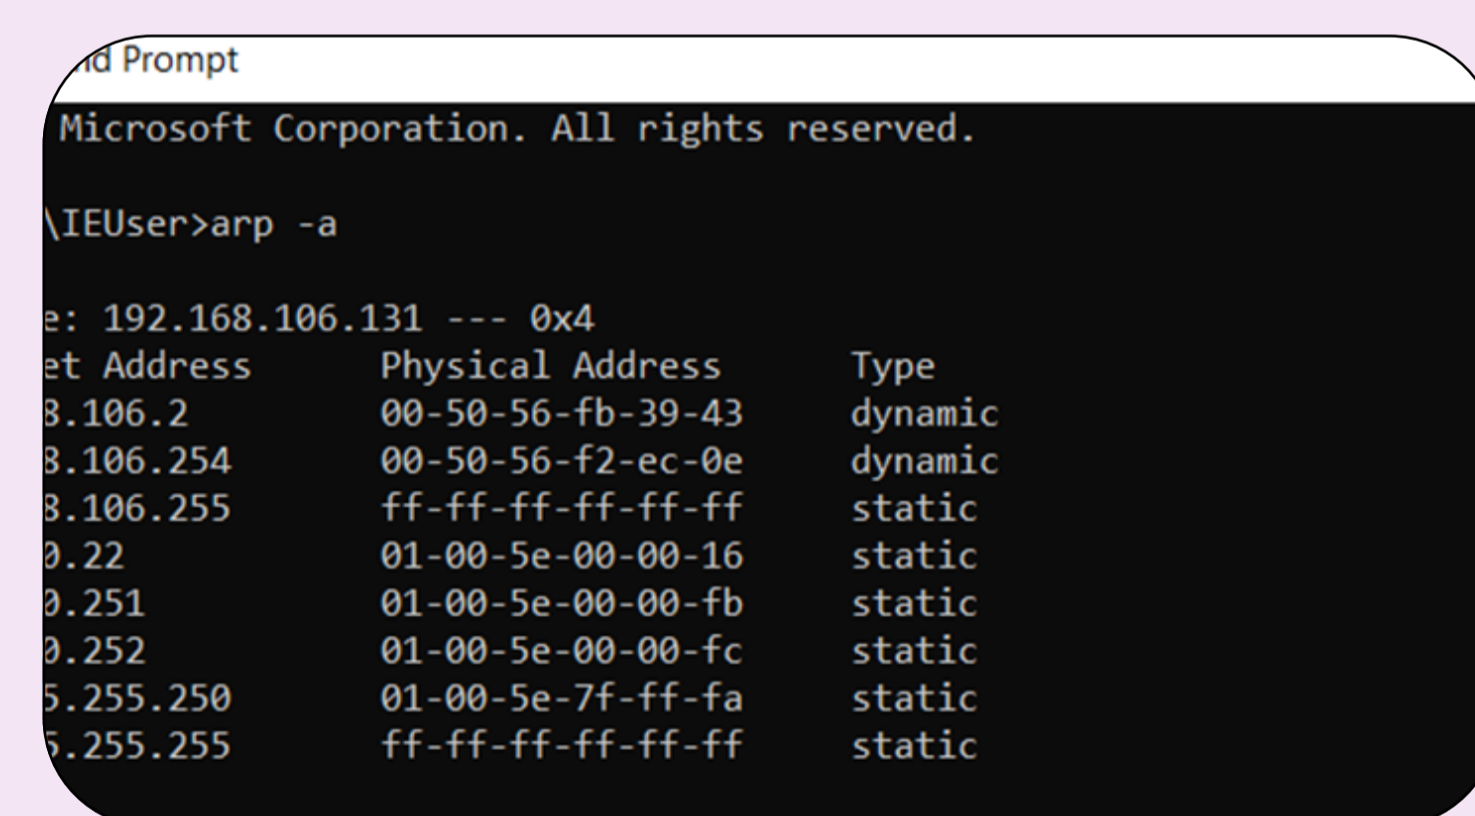 nd Prompt
Microsoft Corporation. All rights reserved.
\IEUser>arp -a
e: 192.168.106.131 --- 0x4
et Address Physical Address Type
8.106.2 00-50-56-fb-39-43 dynamic
8.106.254 00-50-56-f2-ec-0e dynamic
8.106.255 ff-ff-ff-ff-ff-ff static
0.22 01-00-5e-00-00-16 static
0.251 01-00-5e-00-00-fb static
0.252 01-00-5e-00-00-fc static
5.255.250 01-00-5e-7f-ff-fa static
5.255.255 ff-ff-ff-ff-ff-ff static